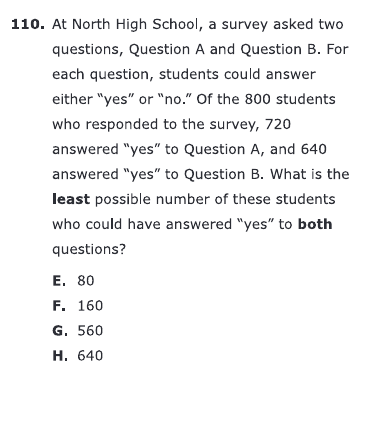 110. At North High School, a survey asked two
questions, Question A and Question B. For
each question, students could answer
either "yes" or "no." Of the 800 students
who responded to the survey, 720
answered "yes" to Question A, and 640
answered "yes" to Question B. What is the
least possible number of these students
who could have answered "yes" to both
questions?
E. 80
F. 160
G. 560
H. 640